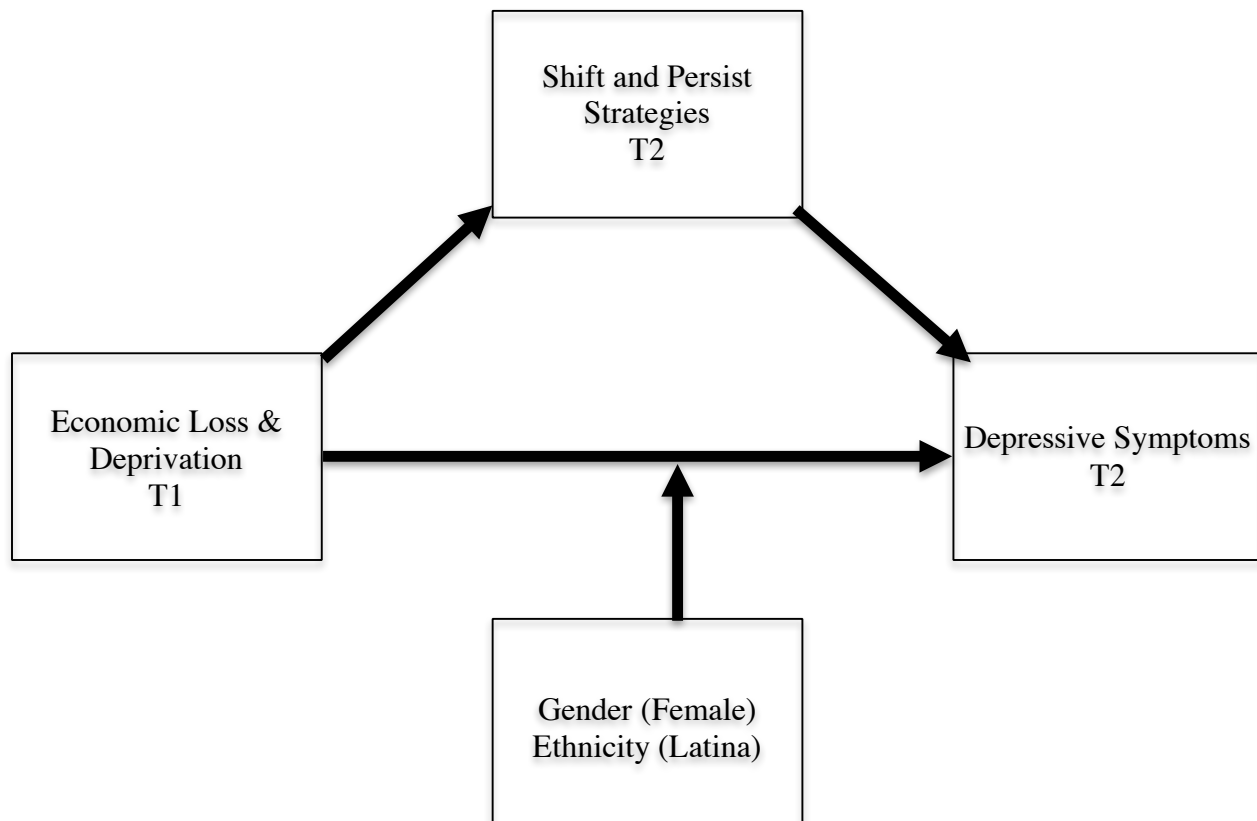 Shift and Persist
Strategies
T2
Economic Loss &
Deprivation
T1
Depressive Symptoms
T2
Gender (Female)
Ethnicity (Latina)